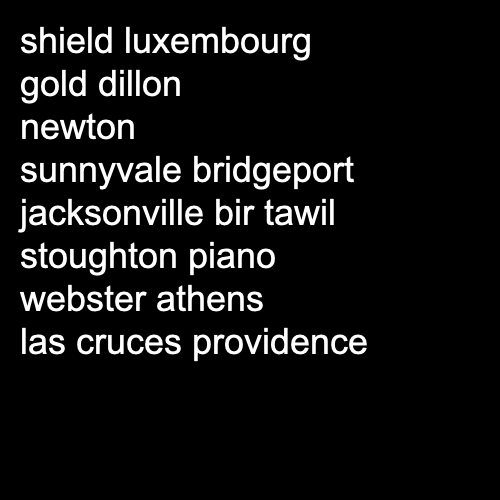 shield luxembourg
gold dillon
newton
sunnyvale bridgeport
jacksonville bir tawil
stoughton piano
webster athens
las cruces providence